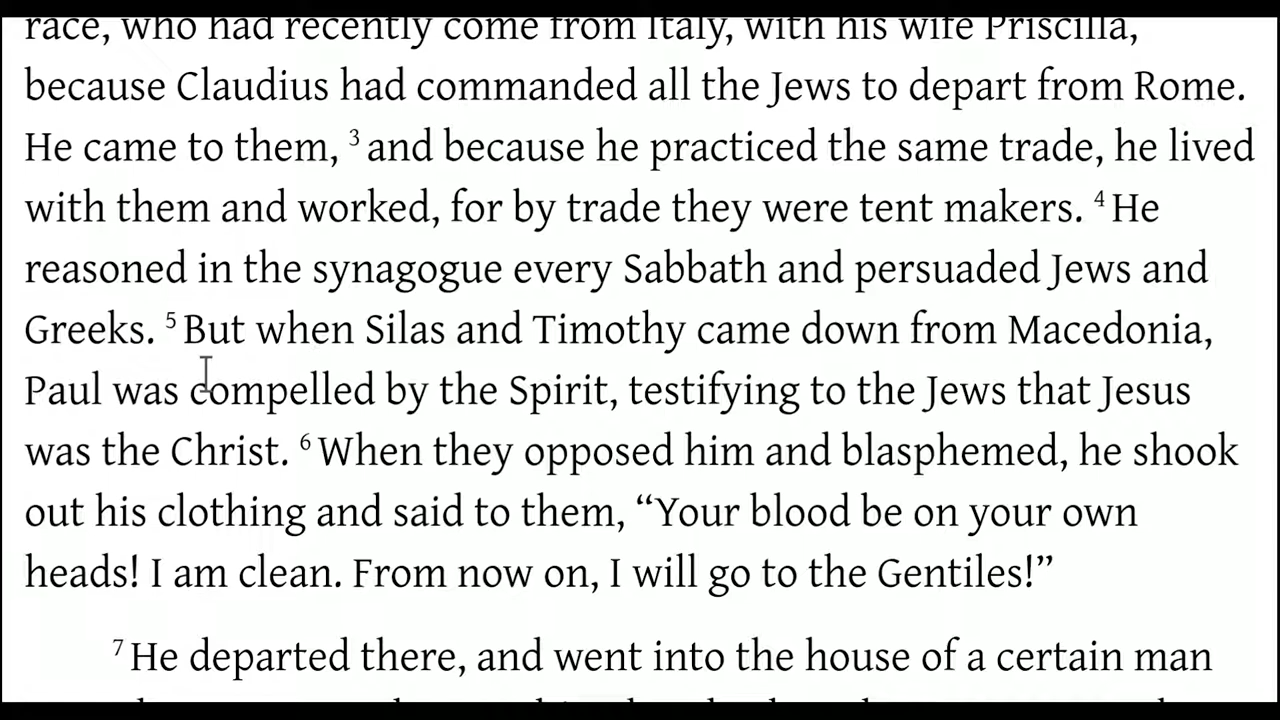 race, who had recently come from Italy, with his wife Priscilla,
because Claudius had commanded all the Jews to depart from Rome.
He came to them, 3 and because he practiced the same trade, he lived
with them and worked, for by trade they were tent makers. 4 He
reasoned in the synagogue every Sabbath and persuaded Jews and
Greeks. 5 But when Silas and Timothy came down from Macedonia,
Paul was compelled by the Spirit, testifying to the Jews that Jesus
was the Christ. 6 When they opposed him and blasphemed, he shook
out his clothing and said to them, “Your blood be on your own
heads! I am clean. From now on, I will go to the Gentiles!”
7 He departed there, and went into the house of a certain man